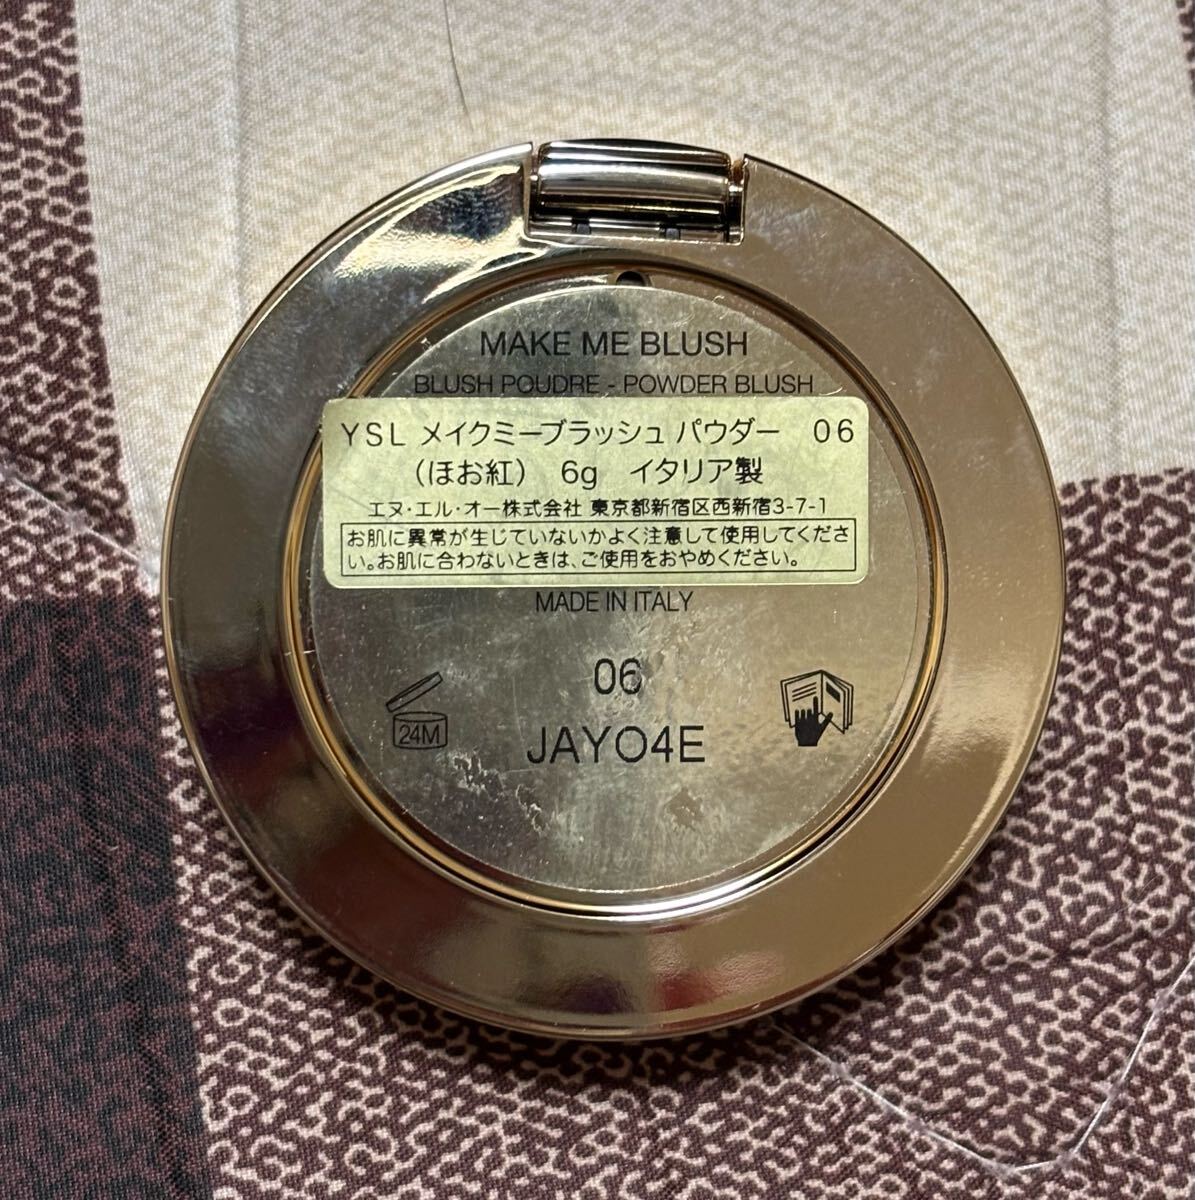 MAKE ME BLUSH
BLUSH POUDRE - POWDER BLUSH
YSL メイクミーブラッシュ パウダー 06
（ほお紅） 6g イタリア製
エヌ・エル・オー株式会社 東京都新宿区西新宿3-7-1
お肌に異常が生じていないかよく注意して使用してくださ
い。お肌に合わないときは、ご使用をおやめください。
MADE IN ITALY
06
24M
JAYO4E